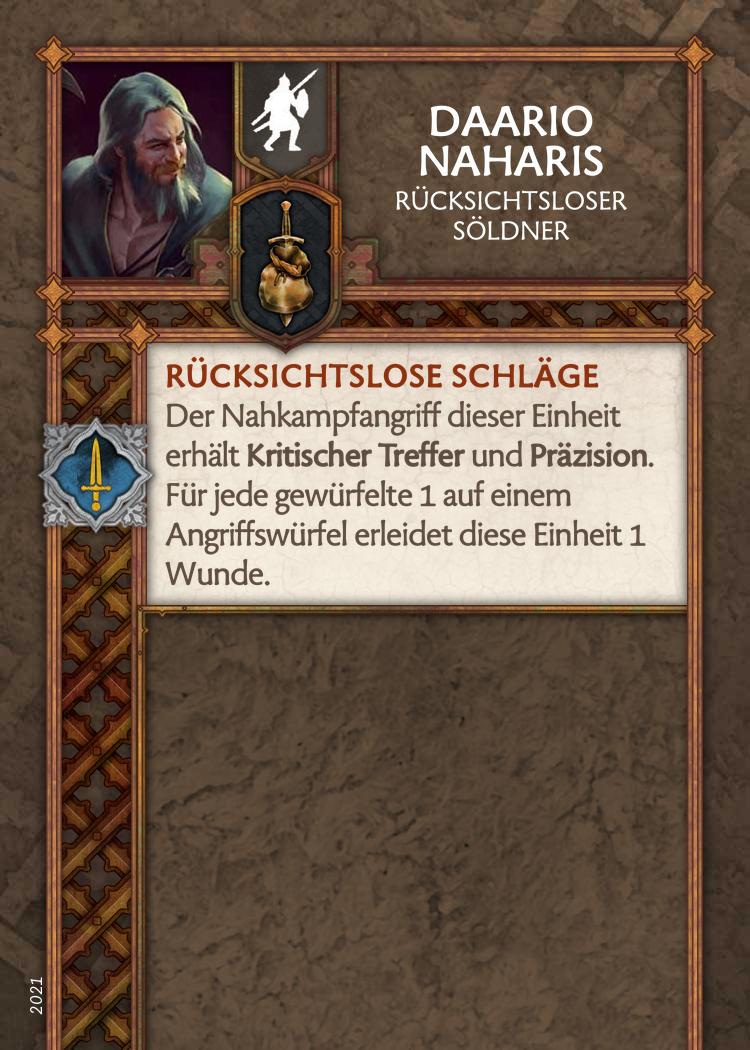 DAARIO
NAHARIS
RÜCKSICHTSLOSER
SÖLDNER
RÜCKSICHTSLOSE SCHLÄGE
Der Nahkampfangriff dieser Einheit
erhält Kritischer Treffer und Präzision.
Für jede gewürfelte 1 auf einem
Angriffswürfel erleidet diese Einheit 1
Wunde.
2021